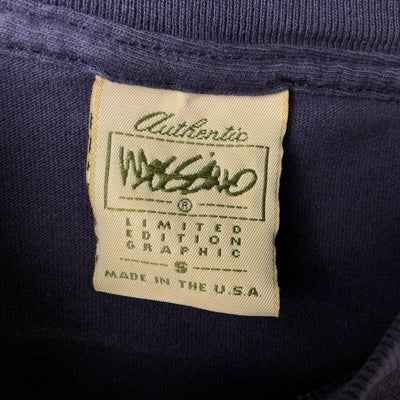 Authentic
Mossimo
®
LIMITED
EDITION
GRAPHIC
S
MADE IN THE U.S.A.